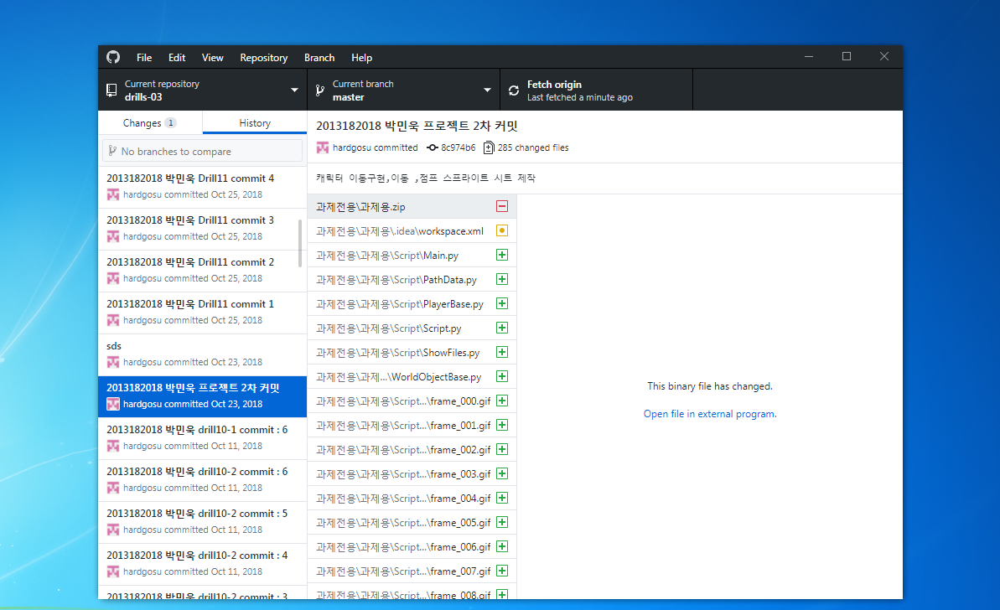 File Edit View Repository Branch Help
Current repository
drills-03
Current branch
master
Fetch origin
Last fetched a minute ago
Changes 1
History
No branches to compare
2013182018 박민욱 Drill11 commit 4
hardgosu committed Oct 25, 2018
2013182018 박민욱 Drill11 commit 3
hardgosu committed Oct 25, 2018
2013182018 박민욱 Drill11 commit 2
hardgosu committed Oct 25, 2018
2013182018 박민욱 Drill11 commit 1
hardgosu committed Oct 25, 2018
sds
hardgosu committed Oct 23, 2018
2013182018 박민욱 프로젝트 2차 커밋
hardgosu committed Oct 23, 2018
2013182018 박민욱 drill10-1 commit : 6
hardgosu committed Oct 11, 2018
2013182018 박민욱 drill10-2 commit : 6
hardgosu committed Oct 11, 2018
2013182018 박민욱 drill10-2 commit : 5
hardgosu committed Oct 11, 2018
2013182018 박민욱 drill10-2 commit : 4
hardgosu committed Oct 11, 2018
2013182018 박민욱 drill10-2 commit : 3
2013182018 박민욱 프로젝트 2차 커밋
hardgosu committed 8c974b6 285 changed files
캐릭터 이동구현,이동 ,점프 스프라이트 시트 제작
과제전용\과제용.zip
과제전용\과제용\.idea\workspace.xml
과제전용\과제용\Script\Main.py
과제전용\과제용\Script\PathData.py
과제전용\과제용\Script\PlayerBase.py
과제전용\과제용\Script\Script.py
과제전용\과제용\Script\ShowFiles.py
과제전용\과제...\WorldObjectBase.py
과제전용\과제용\Script...\frame_000.gif
과제전용\과제용\Script...\frame_001.gif
과제전용\과제용\Script...\frame_002.gif
과제전용\과제용\Script...\frame_003.gif
과제전용\과제용\Script...\frame_004.gif
과제전용\과제용\Script...\frame_005.gif
과제전용\과제용\Script...\frame_006.gif
과제전용\과제용\Script...\frame_007.gif
과제전용\과제용\Script...\frame_008.gif
This binary file has changed.
Open file in external program.